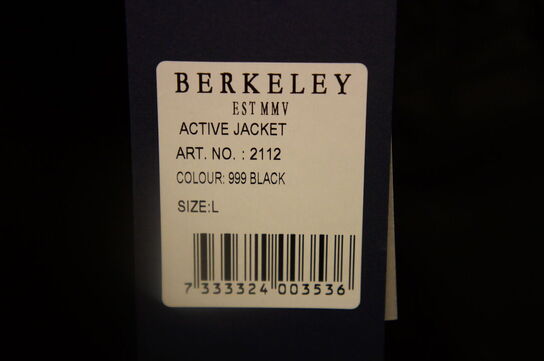 BERKELEY
EST MMV
ACTIVE JACKET
ART. NO. : 2112
COLOUR: 999 BLACK
SIZE:L
7 333324 003536